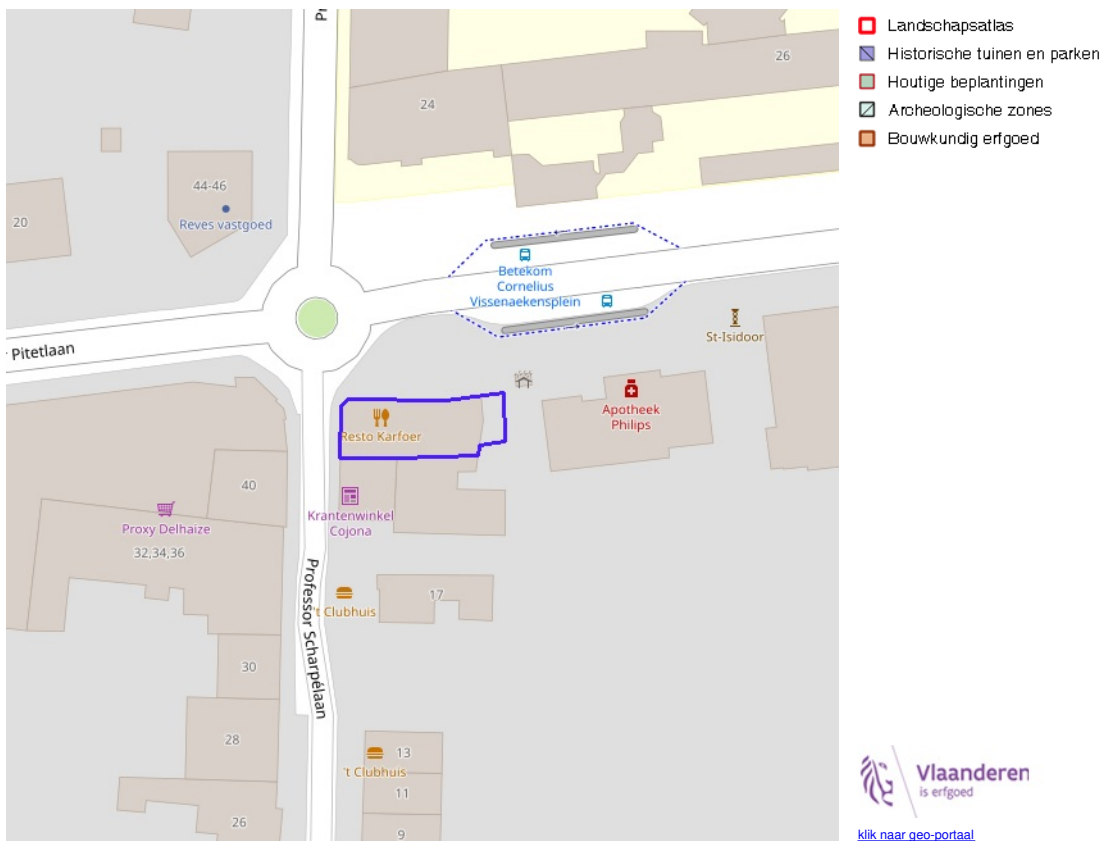 Pr
24
26
44-46
Reves vastgoed
20
Betekom
Cornelius
Vissenaekensplein
St-Isidoor
r Pitetlaan
Resto Karfoer
Apotheek
Philips
40
Krantenwinkel
Cojona
Proxy Delhaize
32,34,36
Professor Scharpélaan
't Clubhuis
17
30
28
13
't Clubhuis
11
26
9
Landschapsatlas
Historische tuinen en parken
Houtige beplantingen
Archeologische zones
Bouwkundig erfgoed
Vlaanderen
is erfgoed
klik naar geo-portaal